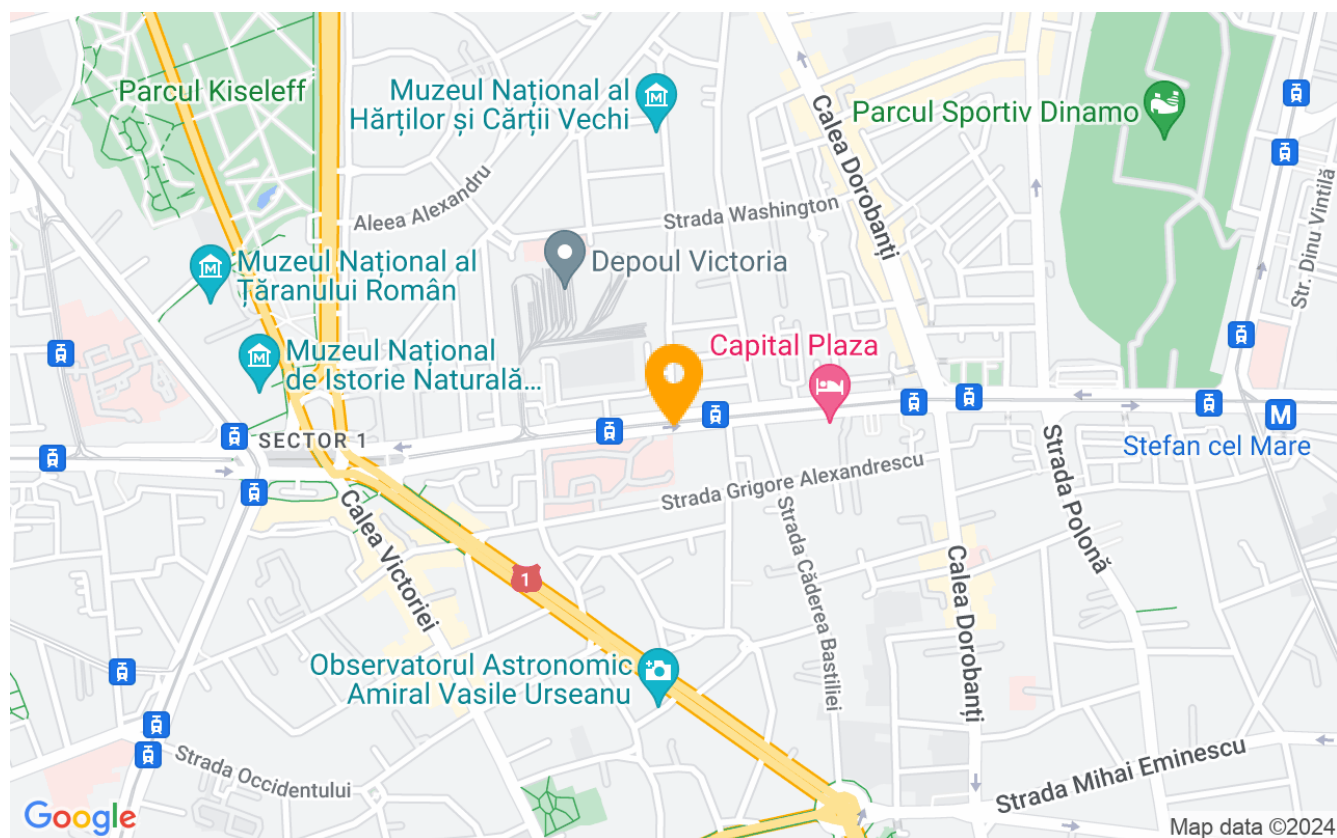 Parcul Kiseleff
Muzeul Național al
Hărților și Cărții Vechi
Calea Dorobanți
Parcul Sportiv Dinamo
Aleea Alexandru
Strada Washington
Str. Dinu Vintilă
Muzeul Național al
Țăranului Român
Depoul Victoria
Muzeul Național
de Istorie Naturală...
Capital Plaza
SECTOR 1
M
Stefan cel Mare
Strada Grigore Alexandrescu
Strada Polonă
Calea Victoriei
Strada Căderea Bastiliei
Calea Dorobanți
1
Observatorul Astronomic
Amiral Vasile Urseanu
Strada Occidentului
Strada Mihai Eminescu
Google
Map data ©2024